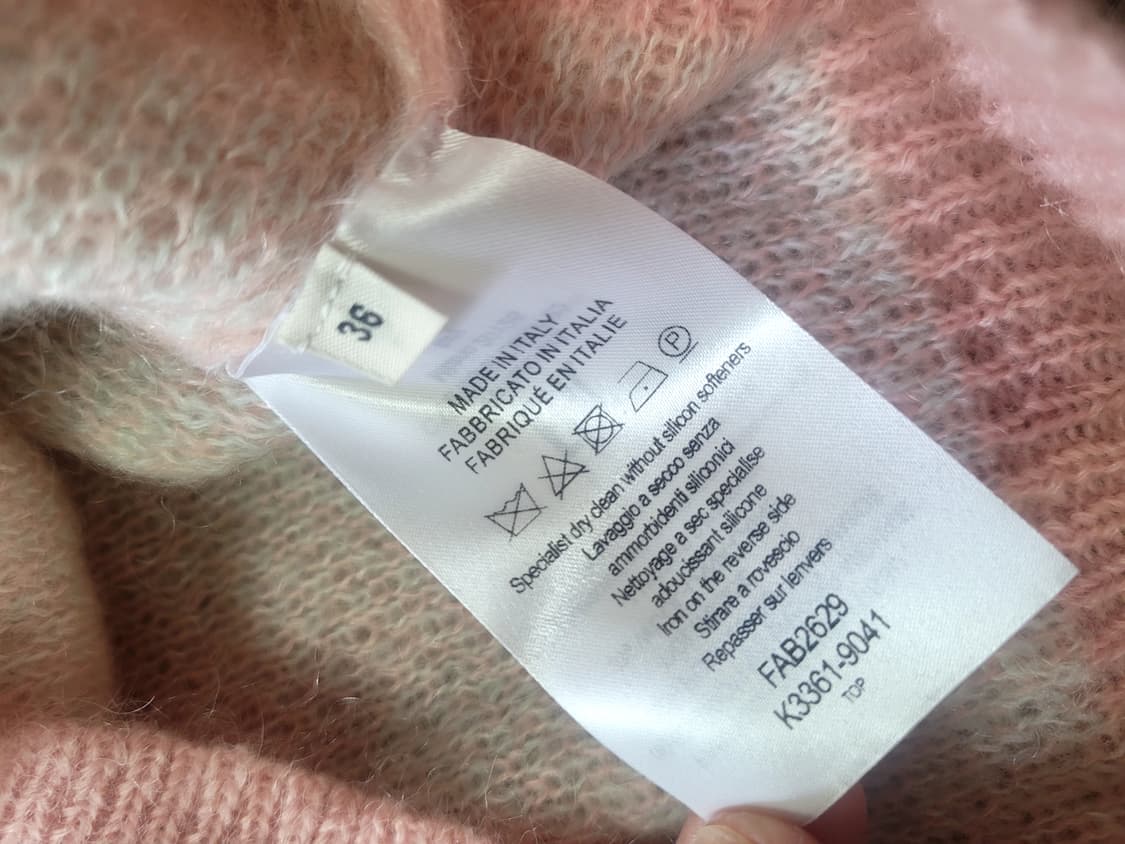 36
MADE IN ITALY
FABBRICATO IN ITALIA
FABRIQUÉ EN ITALIE
P
Specialist dry clean without silicon softeners
Lavaggio a secco senza
ammorbidenti siliconici
Nettoyage a sec specialise
adoucissant silicone
Iron on the reverse side
Stirare a rovescio
Repasser sur lenvers
FAB2629
K3361-9041
TOP